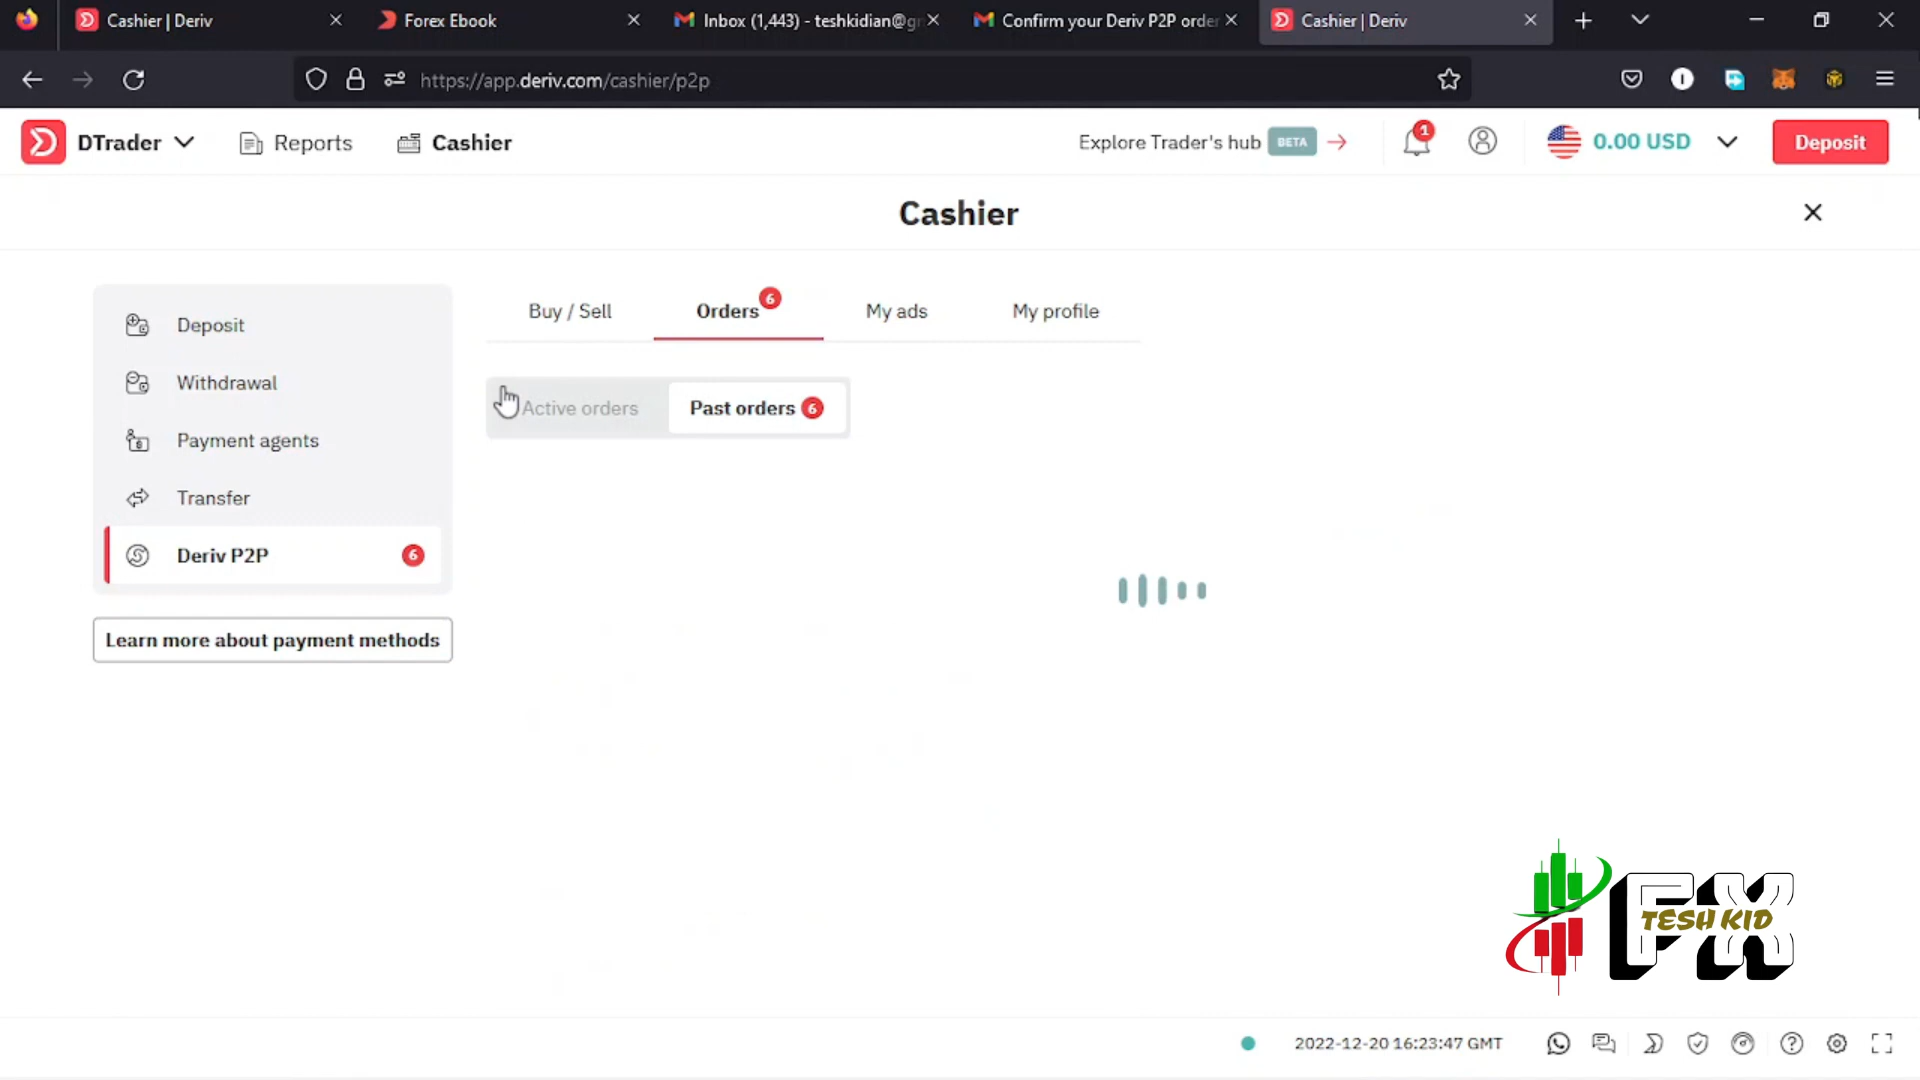 Cashier | Deriv
Forex Ebook
Inbox (1,443) - teshkidian@g
Confirm your Deriv P2P order
Cashier | Deriv
https://app.deriv.com/cashier/p2p
DTrader
Reports
Cashier
Explore Trader's hub BETA
1
0.00 USD
Deposit
Cashier
Deposit
Withdrawal
Payment agents
Transfer
Deriv P2P 6
Learn more about payment methods
Buy / Sell
Orders 6
My ads
My profile
Active orders
Past orders 6
FX
TESH KID
2022-12-20 16:23:47 GMT